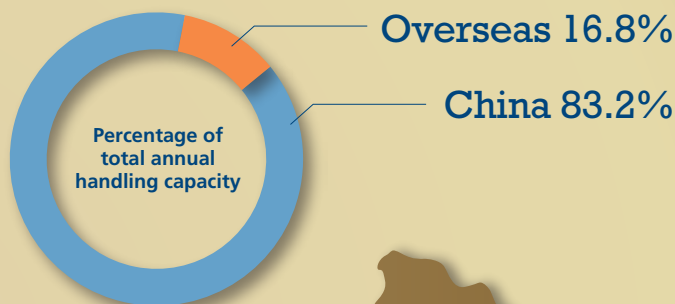 Overseas 16.8%
China 83.2%
Percentage of
total annual
handling capacity